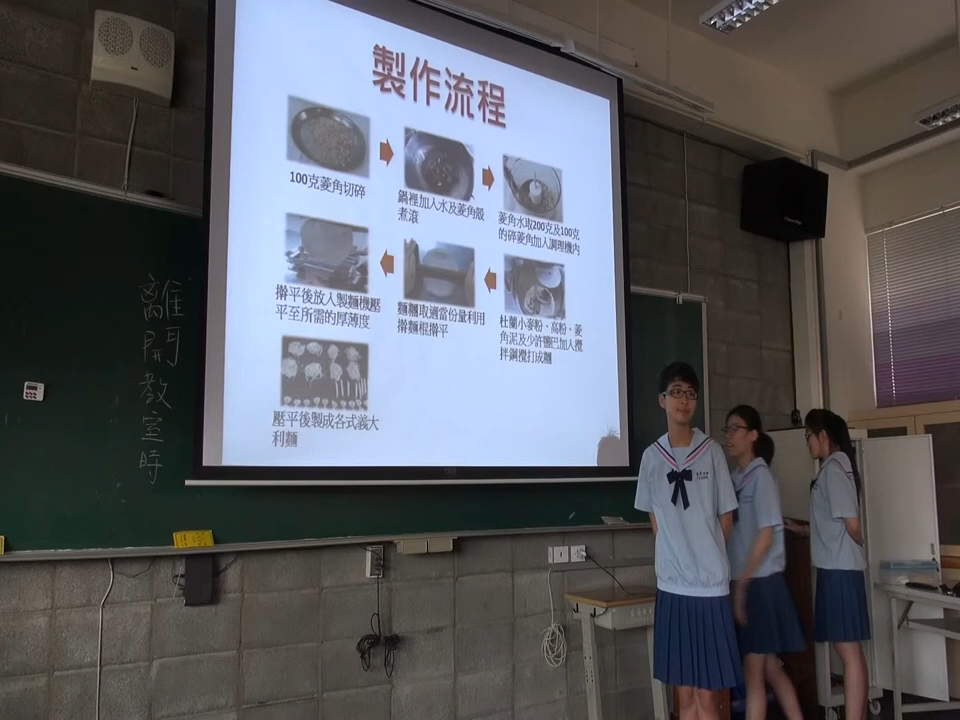 製作流程
100克菱角切碎
鍋裡加入水及菱角殼
煮滾
菱角水取200克及100克
的碎菱角加入調理機內
擀平後放入製麵機壓
平至所需的厚薄度
麵糰取適當份量利用
擀麵棍擀平
杜蘭小麥粉、高粉、菱
角泥及少許鹽巴加入攪
拌鋼攪打成糰
壓平後製成各式義大
利麵
離開教室時
門